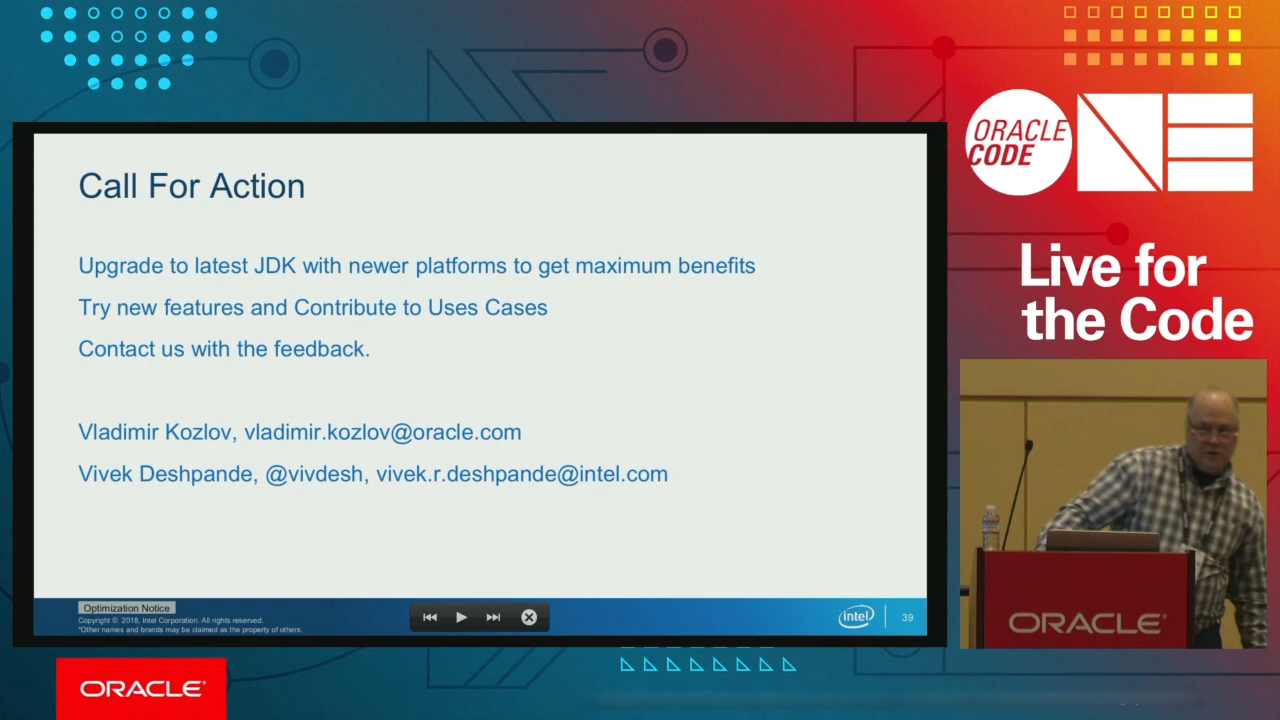 ORACLE
CODE
ONE
Live for
the Code
Call For Action
Upgrade to latest JDK with newer platforms to get maximum benefits
Try new features and Contribute to Uses Cases
Contact us with the feedback.
Vladimir Kozlov, vladimir.kozlov@oracle.com
Vivek Deshpande, @vivdesh, vivek.r.deshpande@intel.com
Optimization Notice
Copyright © 2018, Intel Corporation. All rights reserved.
*Other names and brands may be claimed as the property of others.
intel
39
ORACLE®
ORACLE®